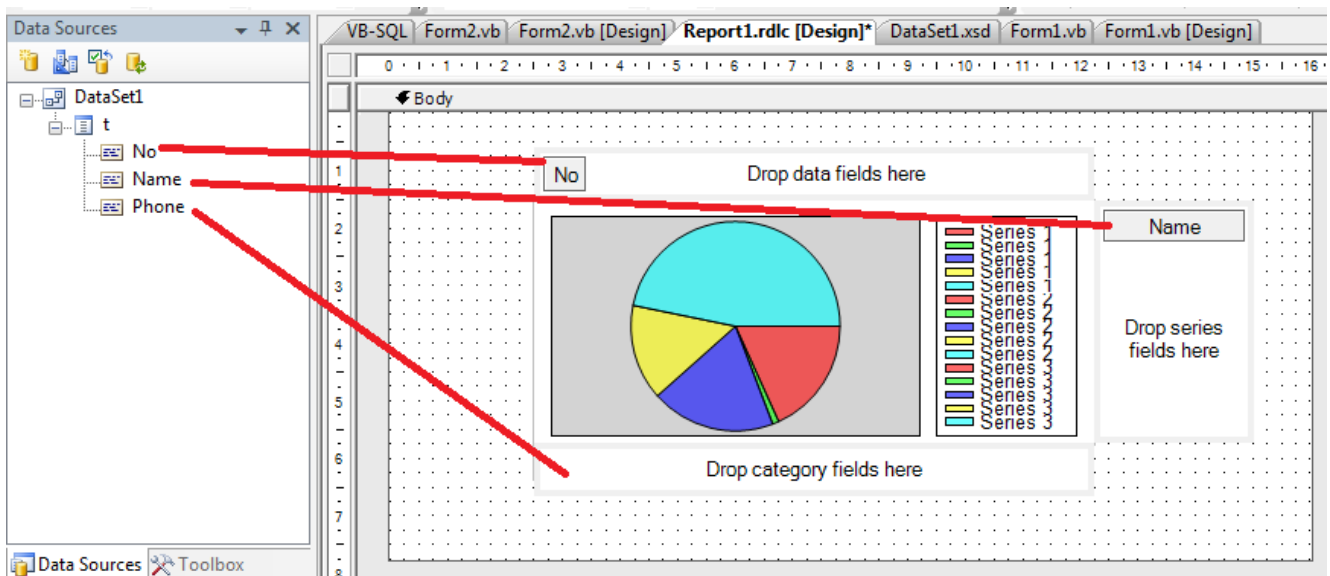 Data Sources
DataSet1
t
No
Name
Phone
Data Sources Toolbox
VB-SQL Form2.vb Form2.vb [Design] Report1.rdlc [Design]* DataSet1.xsd Form1.vb Form1.vb [Design]
0 1 2 3 4 5 6 7 8 9 10 11 12 13 14 15 16
Body
1
2
3
4
5
6
7
8
No Drop data fields here
Series 1
Series 1
Series 1
Series 1
Series 1
Series 2
Series 2
Series 2
Series 2
Series 2
Series 3
Series 3
Series 3
Series 3
Series 3
Name
Drop series
fields here
Drop category fields here